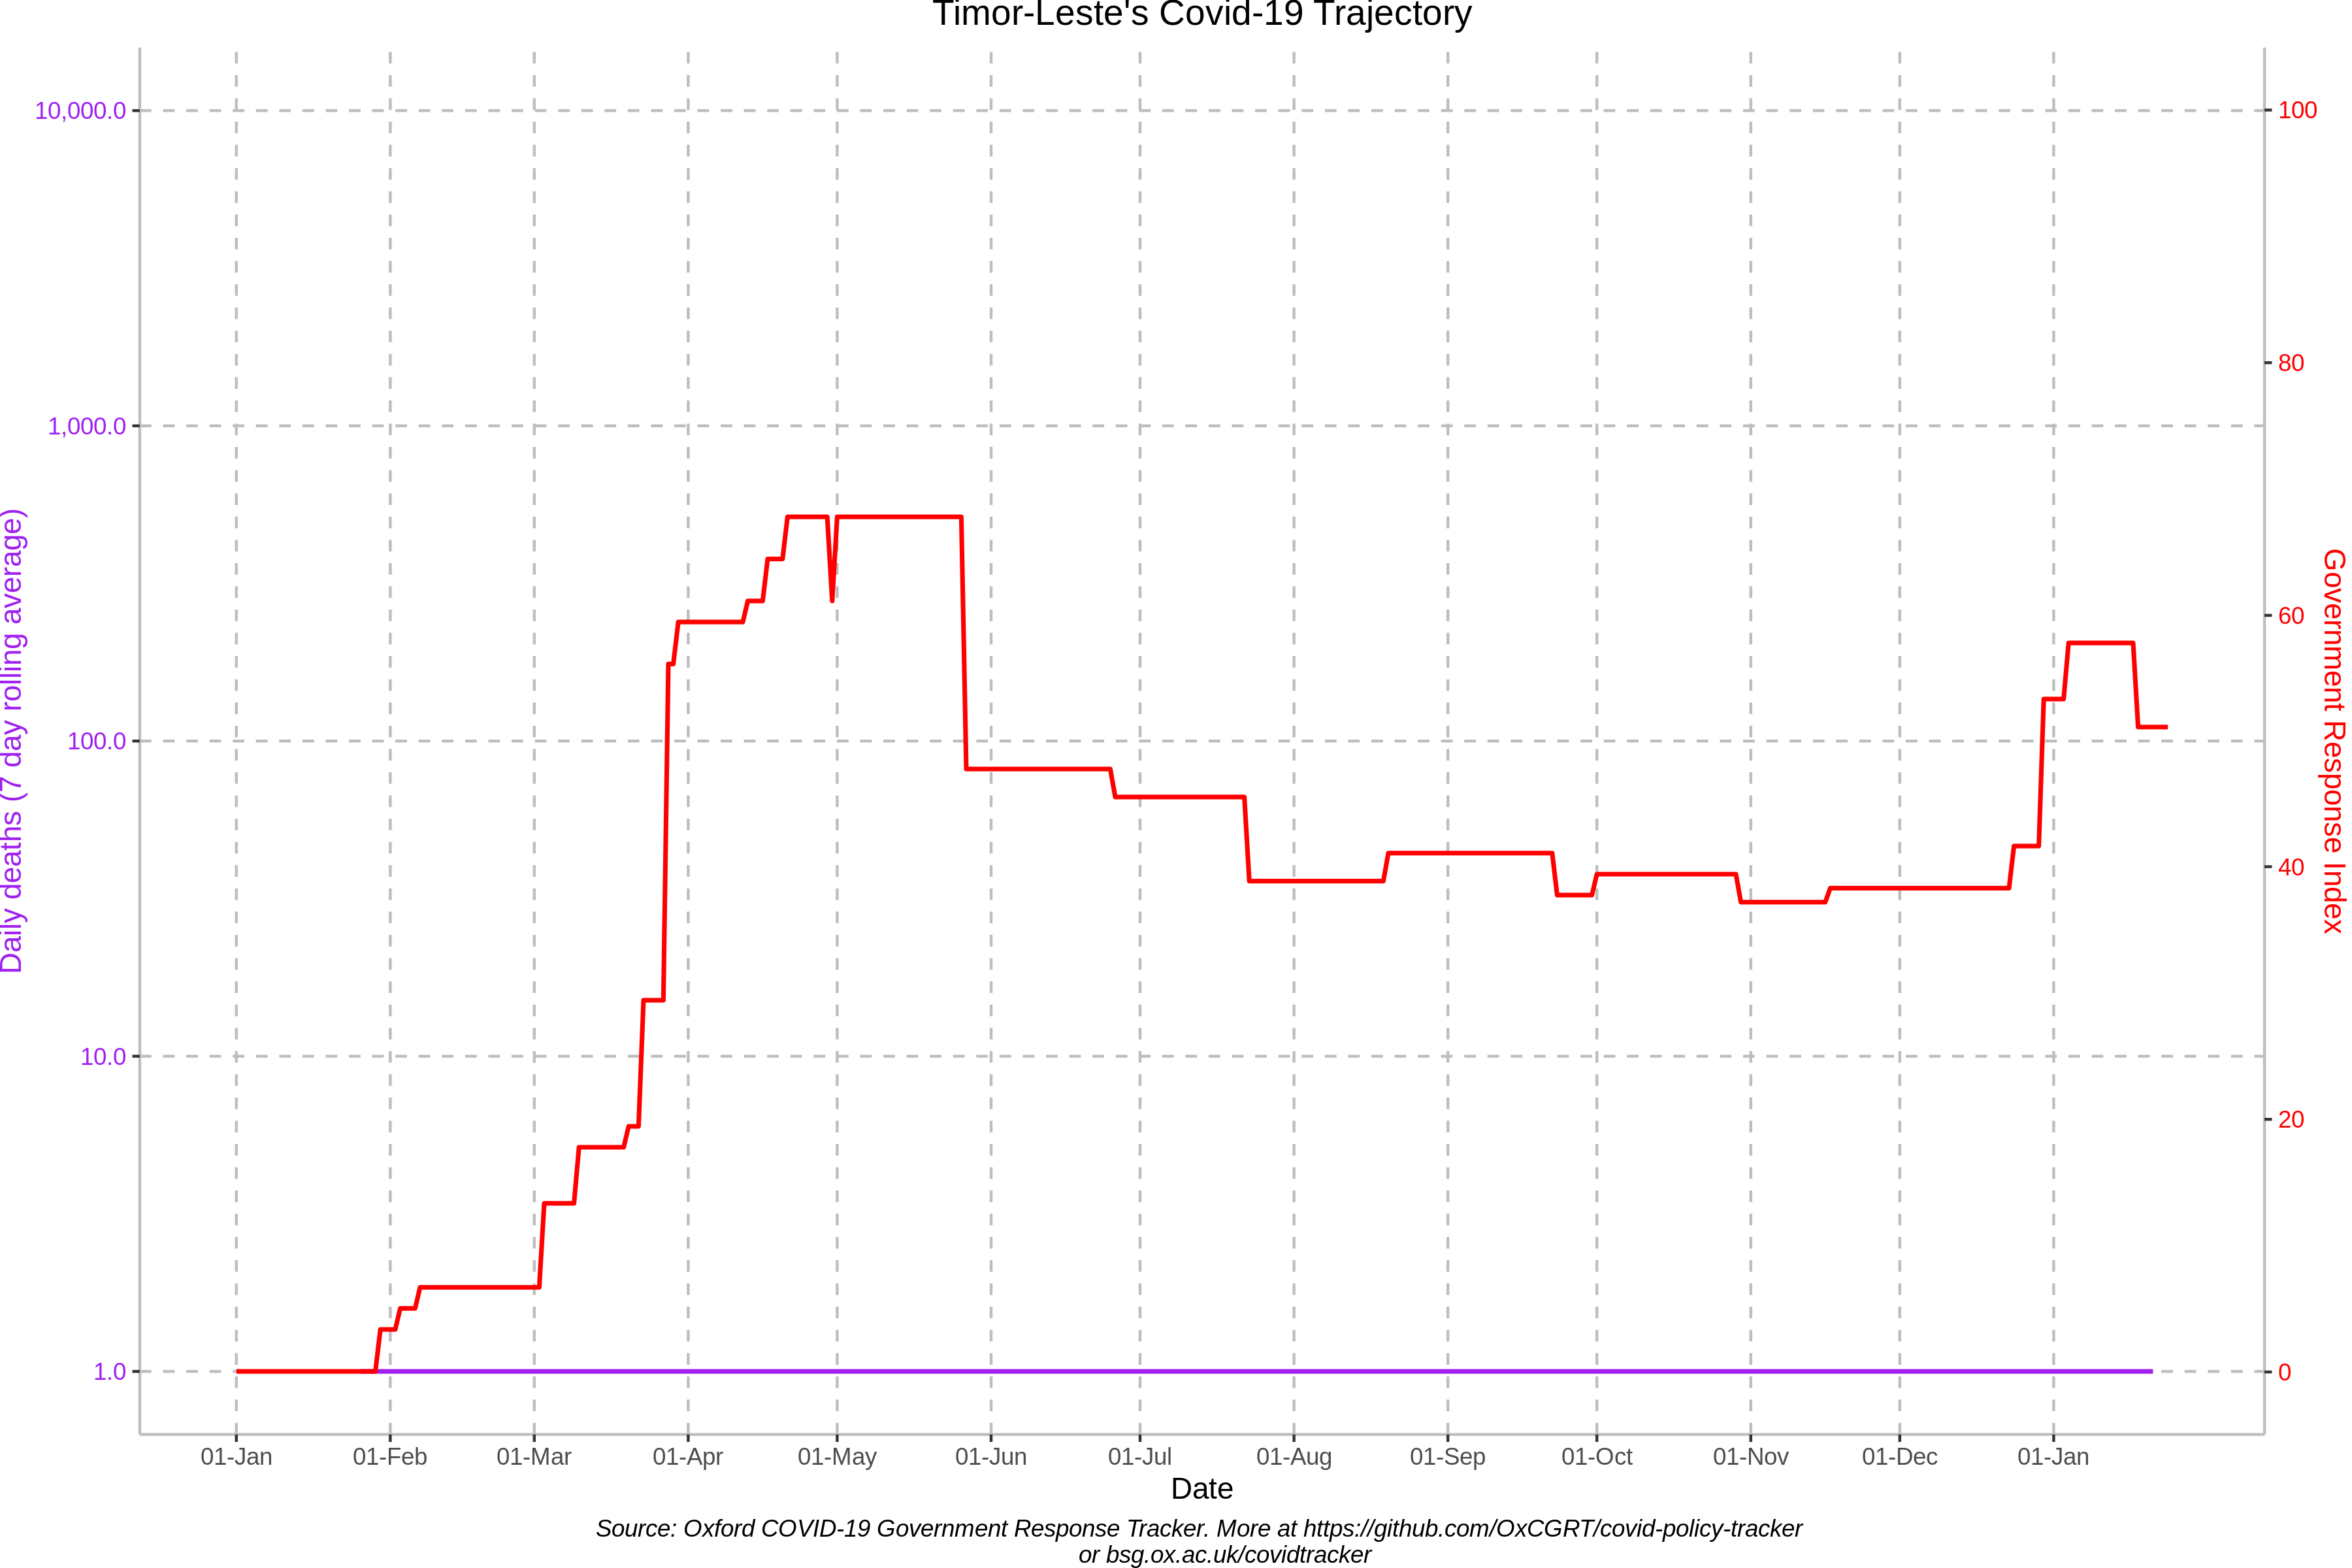 Timor-Leste's Covid-19 Trajectory
10,000.0
1,000.0
100.0
10.0
1.0
Daily deaths (7 day rolling average)
100
80
60
40
20
0
Government Response Index
01-Jan 01-Feb 01-Mar 01-Apr 01-May 01-Jun 01-Jul 01-Aug 01-Sep 01-Oct 01-Nov 01-Dec 01-Jan
Date
Source: Oxford COVID-19 Government Response Tracker. More at https://github.com/OxCGRT/covid-policy-tracker
or bsg.ox.ac.uk/covidtracker